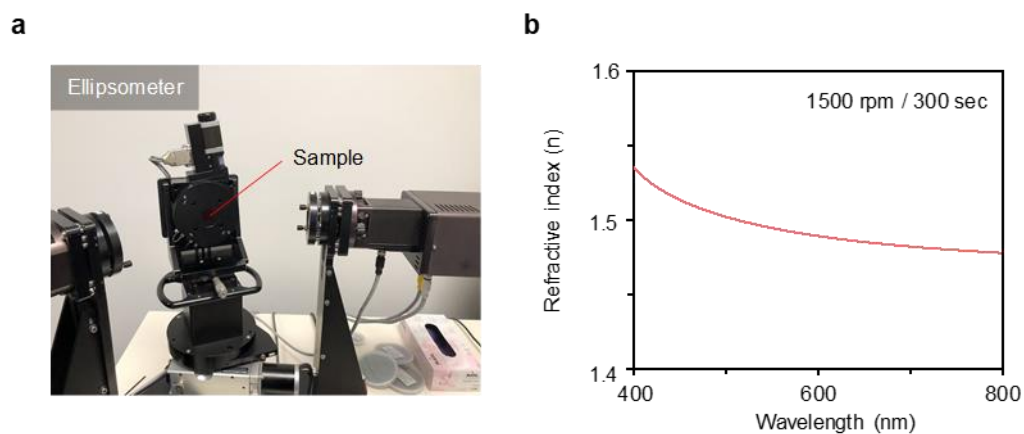 a
Ellipsometer
Sample
b
1500 rpm / 300 sec
Refractive index (n)
1.6
1.5
1.4
400
600
800
Wavelength (nm)